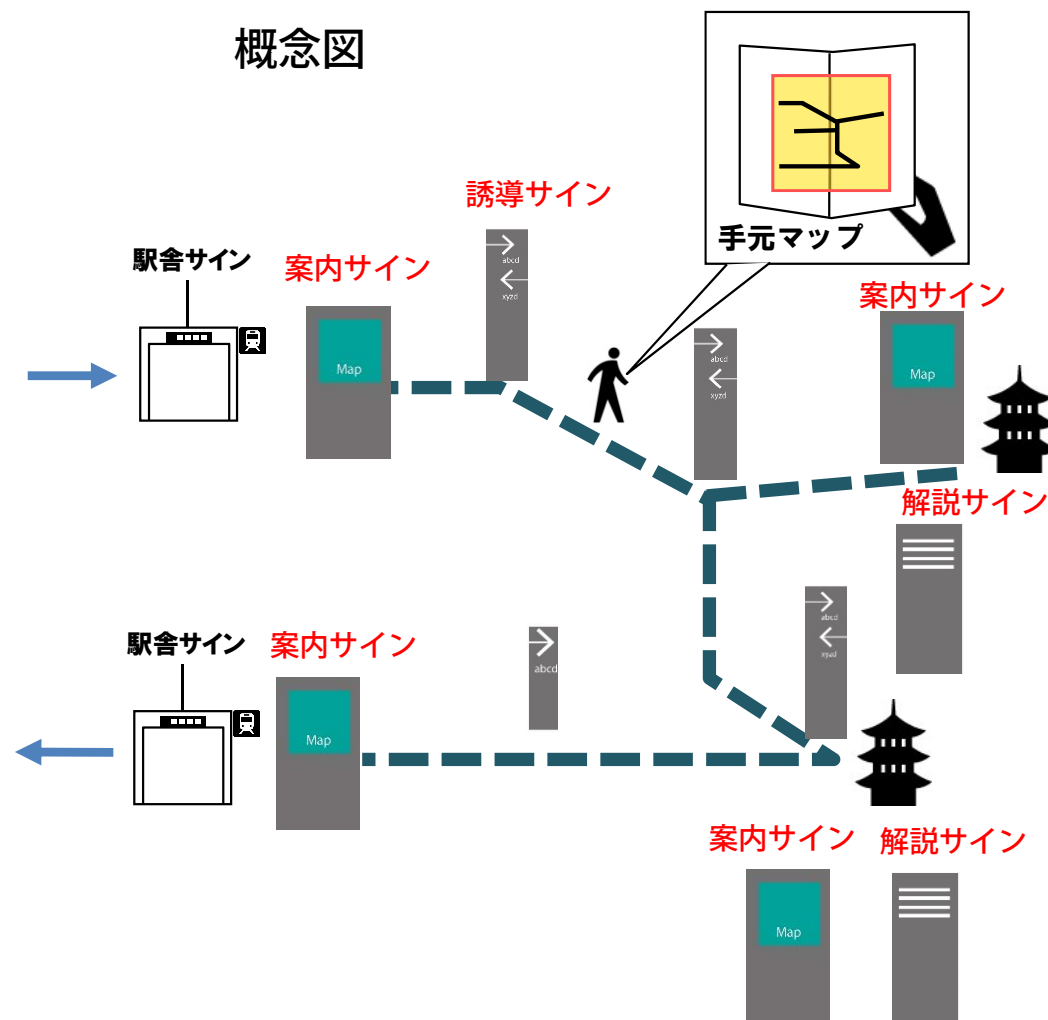 概念図
手元マップ
誘導サイン
abcd
xyzd
駅舎サイン
案内サイン
Map
abcd
xyzd
案内サイン
Map
解説サイン
駅舎サイン
案内サイン
Map
abcd
abcd
xyzd
案内サイン
Map
解説サイン